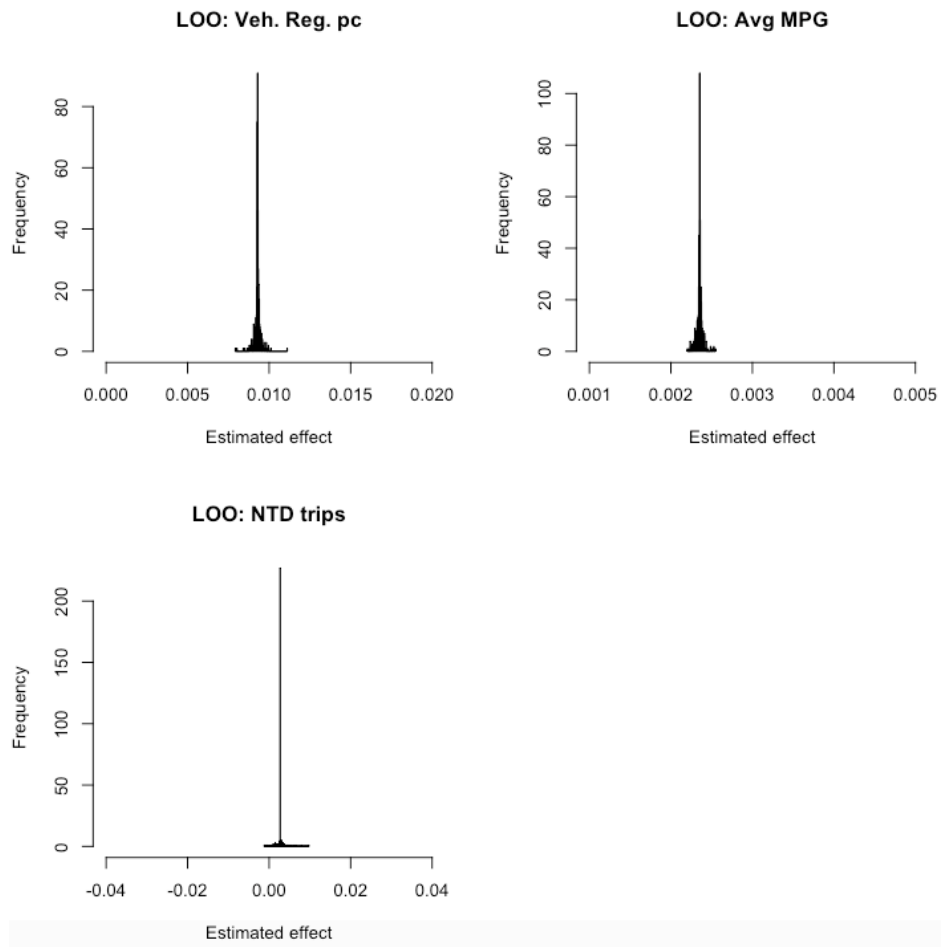 LOO: Veh. Reg. pc
Frequency
80
60
40
20
0
0.000 0.005 0.010 0.015 0.020
Estimated effect
LOO: Avg MPG
Frequency
100
80
60
40
20
0
0.001 0.002 0.003 0.004 0.005
Estimated effect
LOO: NTD trips
Frequency
200
150
100
50
0
-0.04 -0.02 0.00 0.02 0.04
Estimated effect